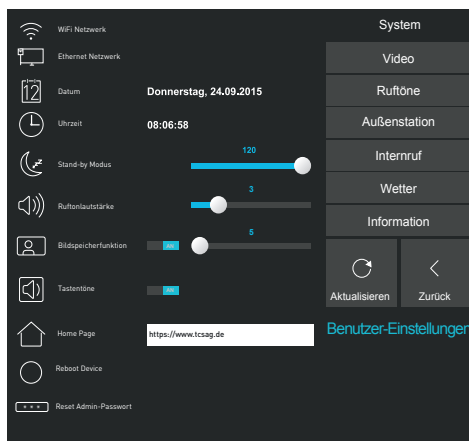 WiFi Netzwerk
Ethernet Netzwerk
12
Datum
Donnerstag, 24.09.2015
Uhrzeit
08:06:58
Stand-by Modus
120
Ruftonlautstärke
3
Bildspeicherfunktion
AN
5
Tastentöne
AN
Home Page
https://www.tcsag.de
Reboot Device
Reset Admin-Passwort
System
Video
Ruftöne
Außenstation
Internruf
Wetter
Information
Aktualisieren
Zurück
Benutzer-Einstellungen